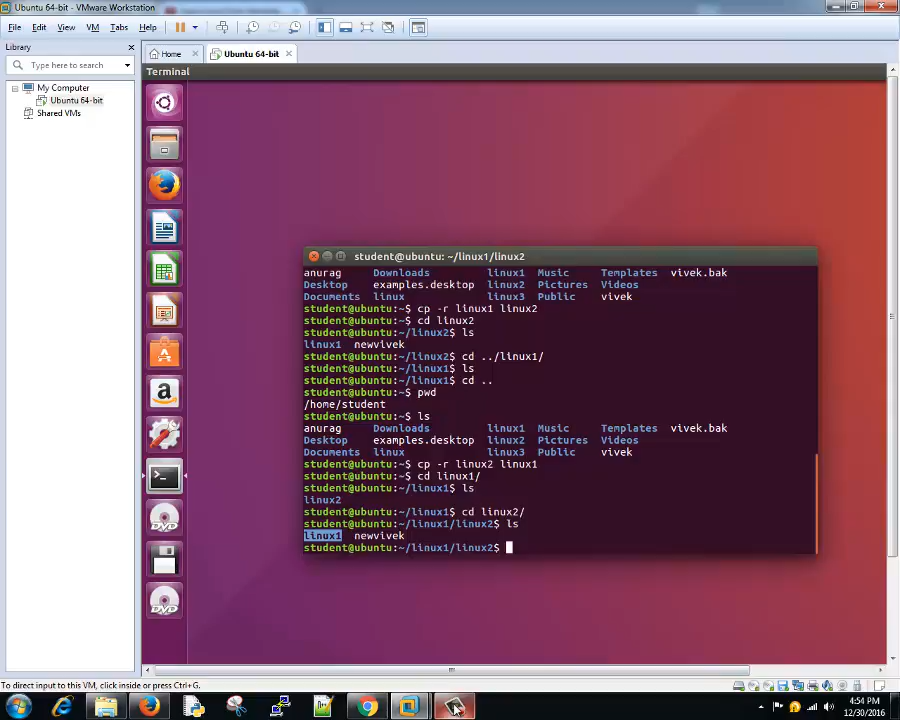 Ubuntu 64-bit - VMware Workstation
File Edit View VM Tabs Help
Library
Type here to search
My Computer
Ubuntu 64-bit
Shared VMs
Home Ubuntu 64-bit
Terminal
student@ubuntu: ~/linux1/linux2
anurag Downloads linux1 Music Templates vivek.bak
Desktop examples.desktop linux2 Pictures Videos
Documents linux linux3 Public vivek
student@ubuntu:~$ cp -r linux1 linux2
student@ubuntu:~$ cd linux2
student@ubuntu:~/linux2$ ls
linux1 newvivek
student@ubuntu:~/linux2$ cd ../linux1/
student@ubuntu:~/linux1$ ls
student@ubuntu:~/linux1$ cd ..
student@ubuntu:~$ pwd
/home/student
student@ubuntu:~$ ls
anurag Downloads linux1 Music Templates vivek.bak
Desktop examples.desktop linux2 Pictures Videos
Documents linux linux3 Public vivek
student@ubuntu:~$ cp -r linux2 linux1
student@ubuntu:~$ cd linux1/
student@ubuntu:~/linux1$ ls
linux2
student@ubuntu:~/linux1$ cd linux2/
student@ubuntu:~/linux1/linux2$ ls
linux1 newvivek
student@ubuntu:~/linux1/linux2$
DVD
DVD
To direct input to this VM, click inside or press Ctrl+G.
4:54 PM
12/30/2016